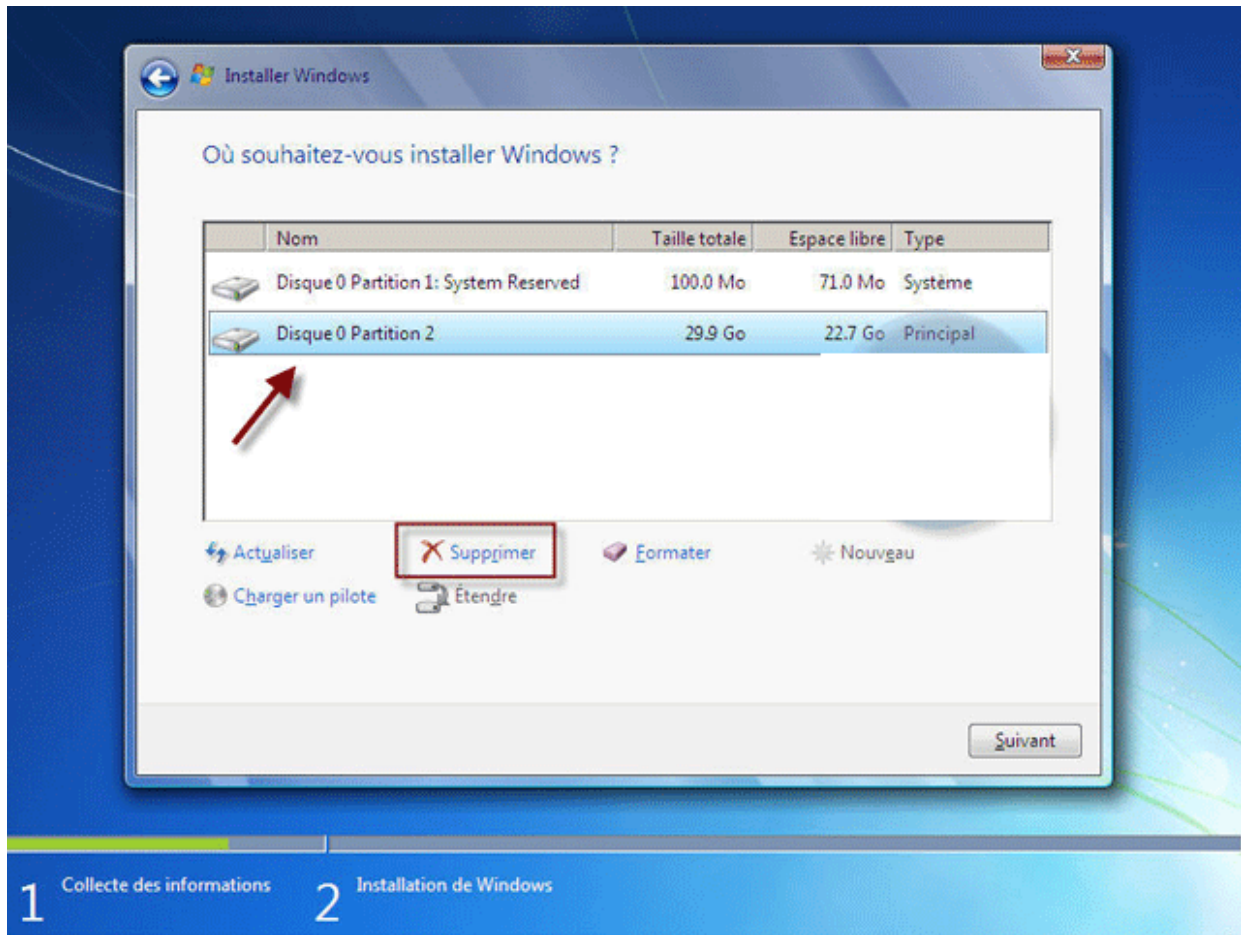 Installer Windows
Où souhaitez-vous installer Windows ?
Nom Taille totale Espace libre Type
Disque 0 Partition 1: System Reserved 100.0 Mo 71.0 Mo Système
Disque 0 Partition 2 29.9 Go 22.7 Go Principal
Actualiser Supprimer Formater Nouveau
Charger un pilote Étendre
Suivant
1 Collecte des informations 2 Installation de Windows